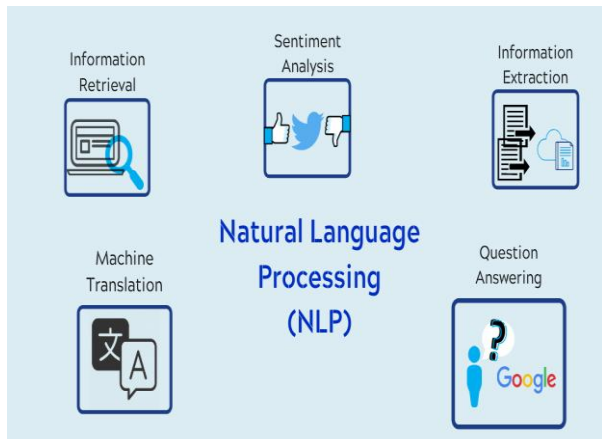 Information
Retrieval
Sentiment
Analysis
Information
Extraction
Natural Language
Processing
(NLP)
Machine
Translation
文
A
Question
Answering
?
Google